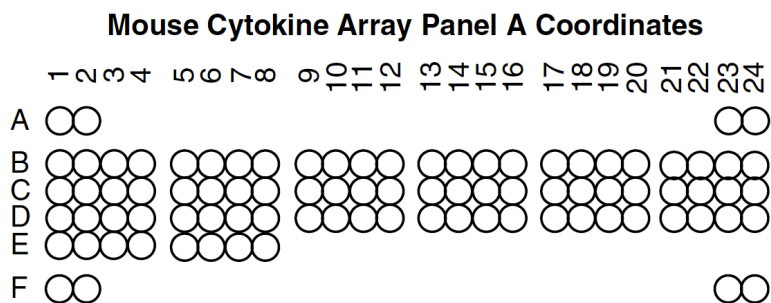 Mouse Cytokine Array Panel A Coordinates
1 2 3 4 5 6 7 8 9 10 11 12 13 14 15 16 17 18 19 20 21 22 23 24
A
B
C
D
E
F